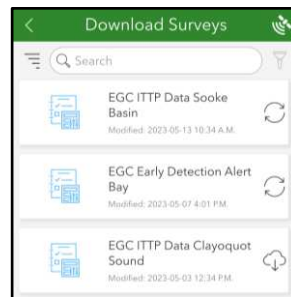 Download Surveys
Search
EGC ITTP Data Sooke
Basin
Modified: 2023-05-13 10:34 A.M.
EGC Early Detection Alert
Bay
Modified: 2023-05-07 4:01 P.M.
EGC ITTP Data Clayoquot
Sound
Modified: 2023-05-03 12:34 P.M.